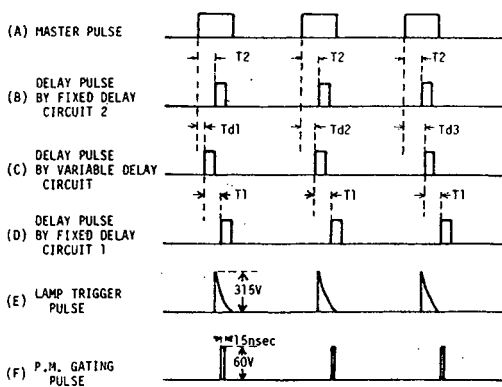 (A) MASTER PULSE
T2 T2 T2
(B) DELAY PULSE
BY FIXED DELAY
CIRCUIT 2
Td1 Td2 Td3
(C) DELAY PULSE
BY VARIABLE DELAY
CIRCUIT
T1 T1 T1
(D) DELAY PULSE
BY FIXED DELAY
CIRCUIT 1
(E) LAMP TRIGGER
PULSE
315V
15nsec
(F) P.M. GATING
PULSE
60V